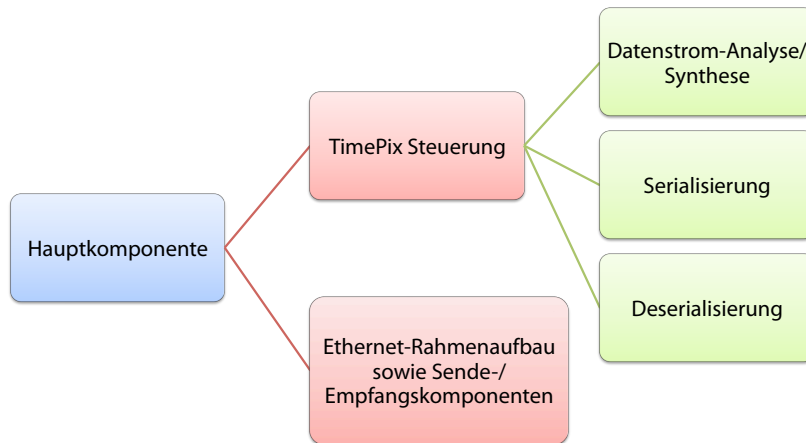 Hauptkomponente
TimePix Steuerung
Ethernet-Rahmenaufbau
sowie Sende-/
Empfangskomponenten
Datenstrom-Analyse/
Synthese
Serialisierung
Deserialisierung